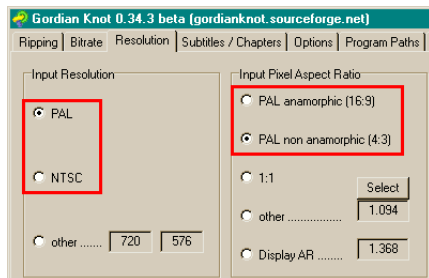 Gordian Knot 0.34.3 beta (gordianknot.sourceforge.net)
Ripping Bitrate Resolution Subtitles / Chapters Options Program Paths
Input Resolution
PAL
NTSC
other ....... 720 576
Input Pixel Aspect Ratio
PAL anamorphic (16:9)
PAL non anamorphic (4:3)
1:1
Select
other ................ 1.094
Display AR ........ 1.368